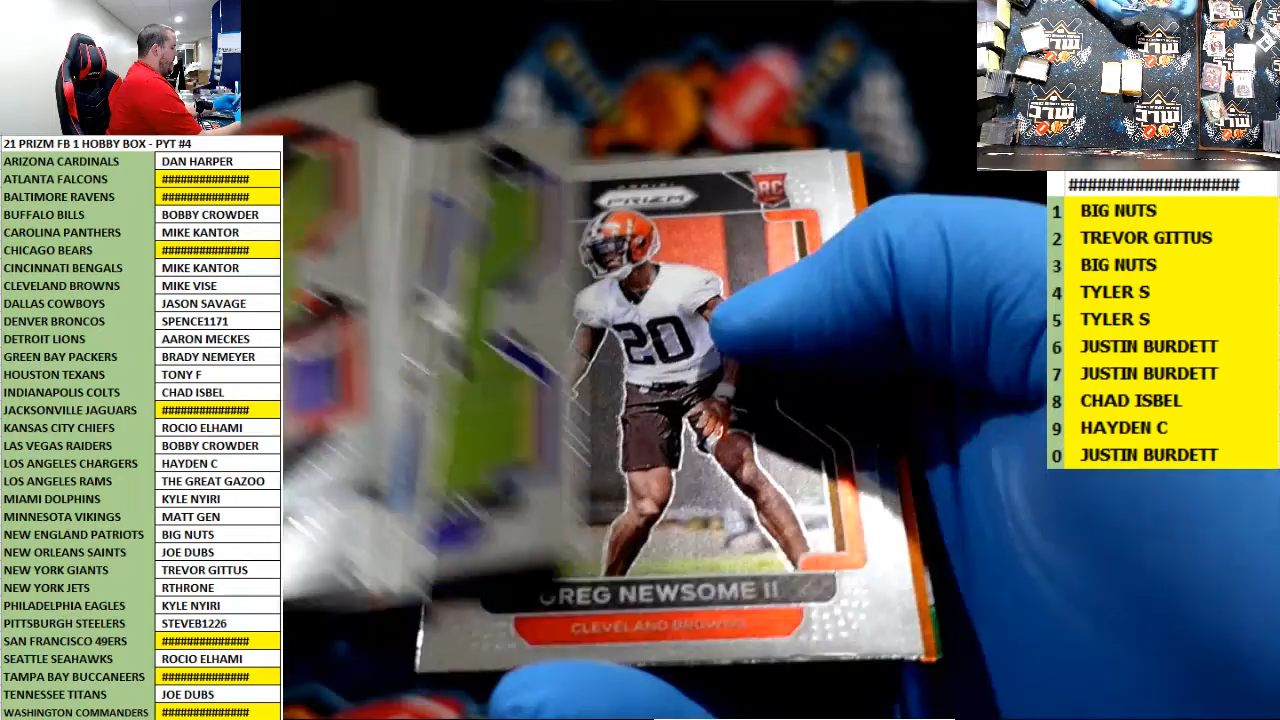 21 PRIZM FB 1 HOBBY BOX - PYT #4
ARIZONA CARDINALS DAN HARPER
ATLANTA FALCONS ##############
BALTIMORE RAVENS ##############
BUFFALO BILLS BOBBY CROWDER
CAROLINA PANTHERS MIKE KANTOR
CHICAGO BEARS ##############
CINCINNATI BENGALS MIKE KANTOR
CLEVELAND BROWNS MIKE VISE
DALLAS COWBOYS JASON SAVAGE
DENVER BRONCOS SPENCE1171
DETROIT LIONS AARON MECKES
GREEN BAY PACKERS BRADY NEMEYER
HOUSTON TEXANS TONY F
INDIANAPOLIS COLTS CHAD ISBEL
JACKSONVILLE JAGUARS ##############
KANSAS CITY CHIEFS ROCIO ELHAMI
LAS VEGAS RAIDERS BOBBY CROWDER
LOS ANGELES CHARGERS HAYDEN C
LOS ANGELES RAMS THE GREAT GAZOO
MIAMI DOLPHINS KYLE NYIRI
MINNESOTA VIKINGS MATT GEN
NEW ENGLAND PATRIOTS BIG NUTS
NEW ORLEANS SAINTS JOE DUBS
NEW YORK GIANTS TREVOR GITTUS
NEW YORK JETS RTHRONE
PHILADELPHIA EAGLES KYLE NYIRI
PITTSBURGH STEELERS STEVEB1226
SAN FRANCISCO 49ERS ##############
SEATTLE SEAHAWKS ROCIO ELHAMI
TAMPA BAY BUCCANEERS ##############
TENNESSEE TITANS JOE DUBS
WASHINGTON COMMANDERS ##############
PRIZM
RC
20
GREG NEWSOME II
CLEVELAND BROWNS
##################
1 BIG NUTS
2 TREVOR GITTUS
3 BIG NUTS
4 TYLER S
5 TYLER S
6 JUSTIN BURDETT
7 JUSTIN BURDETT
8 CHAD ISBEL
9 HAYDEN C
0 JUSTIN BURDETT